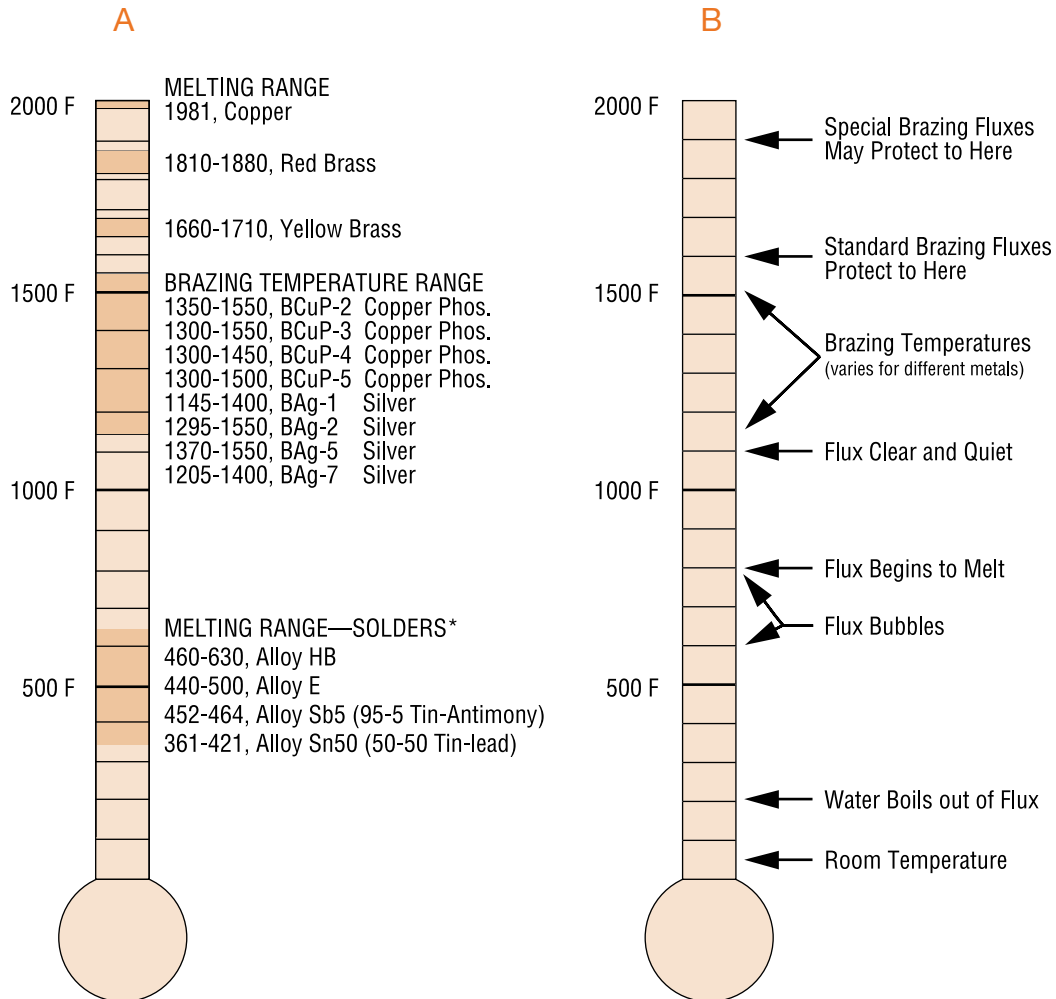 A
MELTING RANGE
2000 F
1981, Copper
1810-1880, Red Brass
1660-1710, Yellow Brass
BRAZING TEMPERATURE RANGE
1500 F
1350-1550, BCuP-2 Copper Phos.
1300-1550, BCuP-3 Copper Phos.
1300-1450, BCuP-4 Copper Phos.
1300-1500, BCuP-5 Copper Phos.
1145-1400, BAg-1 Silver
1295-1550, BAg-2 Silver
1370-1550, BAg-5 Silver
1205-1400, BAg-7 Silver
1000 F
MELTING RANGE—SOLDERS*
460-630, Alloy HB
500 F
440-500, Alloy E
452-464, Alloy Sb5 (95-5 Tin-Antimony)
361-421, Alloy Sn50 (50-50 Tin-lead)
B
2000 F
Special Brazing Fluxes
May Protect to Here
Standard Brazing Fluxes
Protect to Here
1500 F
Brazing Temperatures
(varies for different metals)
Flux Clear and Quiet
1000 F
Flux Begins to Melt
Flux Bubbles
500 F
Water Boils out of Flux
Room Temperature